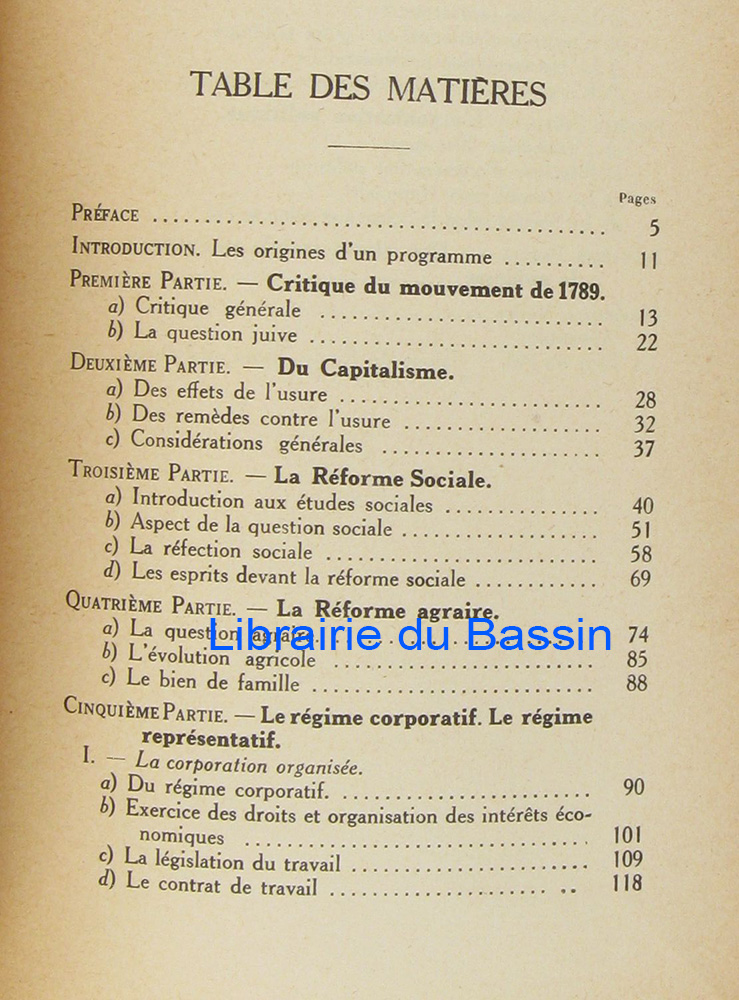 TABLE DES MATIÈRES
Pages
PRÉFACE ............................................ 5
INTRODUCTION. Les origines d'un programme .......... 11
PREMIÈRE PARTIE. — Critique du mouvement de 1789.
a) Critique générale ............................ 13
b) La question juive ............................. 22
DEUXIÈME PARTIE. — Du Capitalisme.
a) Des effets de l'usure ......................... 28
b) Des remèdes contre l'usure .................... 32
c) Considérations générales ...................... 37
TROISIÈME PARTIE. — La Réforme Sociale.
a) Introduction aux études sociales ............... 40
b) Aspect de la question sociale ................... 51
c) La réfection sociale .......................... 58
d) Les esprits devant la réforme sociale ............ 69
QUATRIÈME PARTIE. — La Réforme agraire.
a) La question agraire ........................... 74
Librairie du Bassin
b) L'évolution agricole .......................... 85
c) Le bien de famille ............................ 88
CINQUIÈME PARTIE. — Le régime corporatif. Le régime
représentatif.
I. — La corporation organisée.
a) Du régime corporatif. ........................ 90
b) Exercice des droits et organisation des intérêts éco-
nomiques .................................. 101
c) La législation du travail ....................... 109
d) Le contrat de travail ..................... .. 118